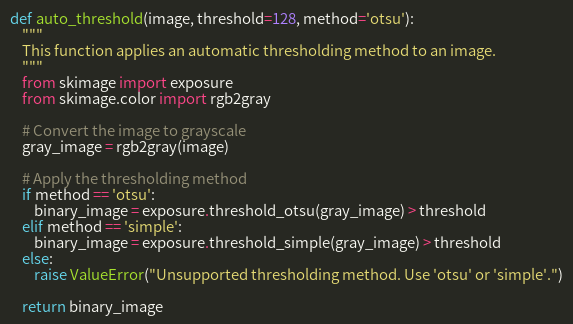 def auto_threshold(image, threshold=128, method='otsu'):
    """
    This function applies an automatic thresholding method to an image.
    """
    from skimage import exposure
    from skimage.color import rgb2gray

    # Convert the image to grayscale
    gray_image = rgb2gray(image)

    # Apply the thresholding method
    if method == 'otsu':
        binary_image = exposure.threshold_otsu(gray_image) > threshold
    elif method == 'simple':
        binary_image = exposure.threshold_simple(gray_image) > threshold
    else:
        raise ValueError("Unsupported thresholding method. Use 'otsu' or 'simple'.")

    return binary_image